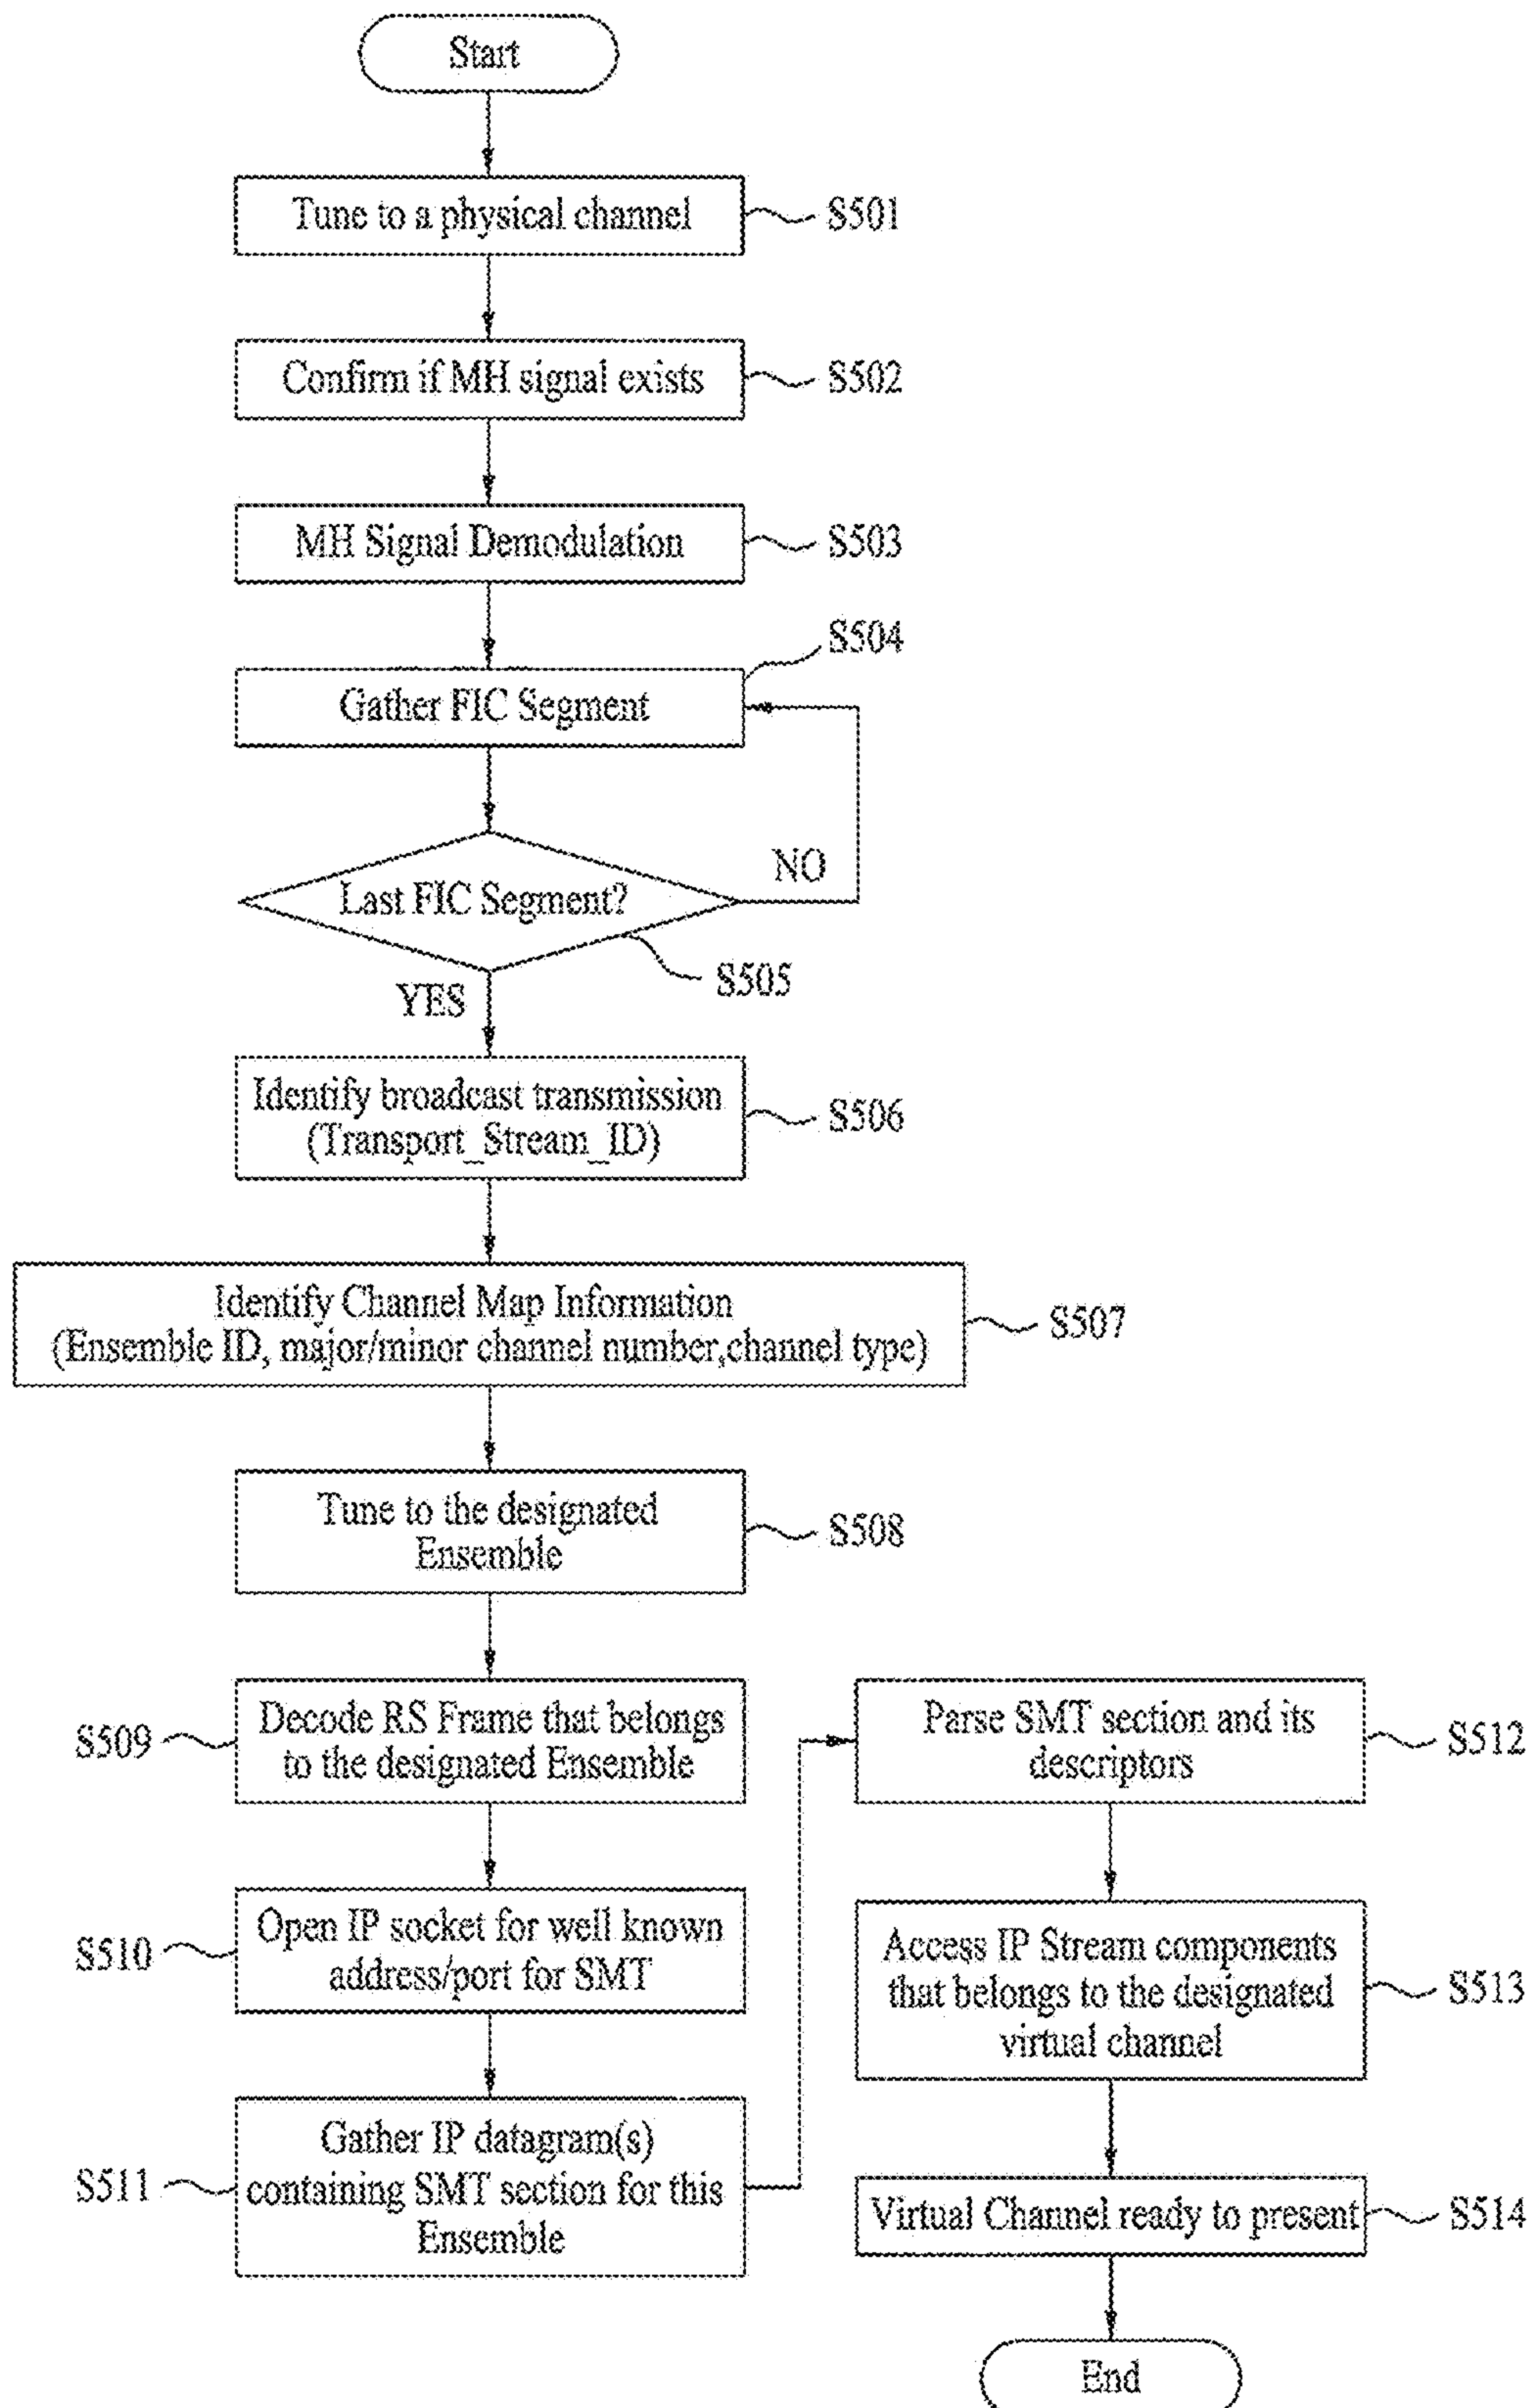 Start
Tune to a physical channel
S501
Confirm if MH signal exists
S502
MH Signal Demodulation
S503
S504
Gather FIC Segment
NO
Last FIC Segment?
S505
YES
Identify broadcast transmission
(Transport_Stream_ID)
S506
Identify Channel Map Information
(Ensemble ID, major/minor channel number,channel type)
S507
Tune to the designated
Ensemble
S508
S509
Decode RS Frame that belongs
to the designated Ensemble
S510
Open IP socket for well known
address/port for SMT
S511
Gather IP datagram(s)
containing SMT section for this
Ensemble
Parse SMT section and its
descriptors
S512
Access IP Stream components
that belongs to the designated
virtual channel
S513
Virtual Channel ready to present
S514
End